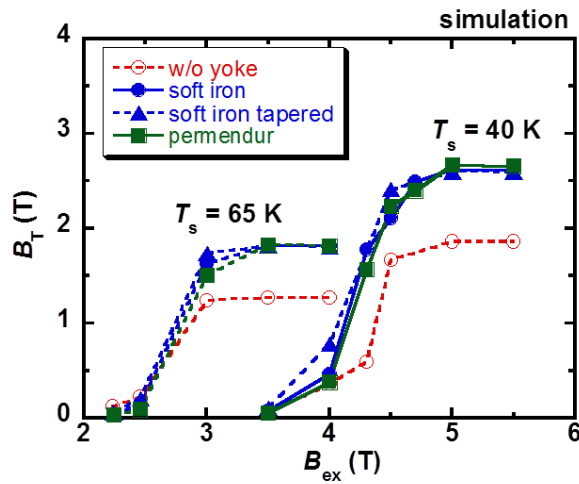 simulation
4
3
2
1
0
B_T (T)
w/o yoke
soft iron
soft iron tapered
permendur
T_s = 65 K
T_s = 40 K
2 3 4 5 6
B_ex (T)